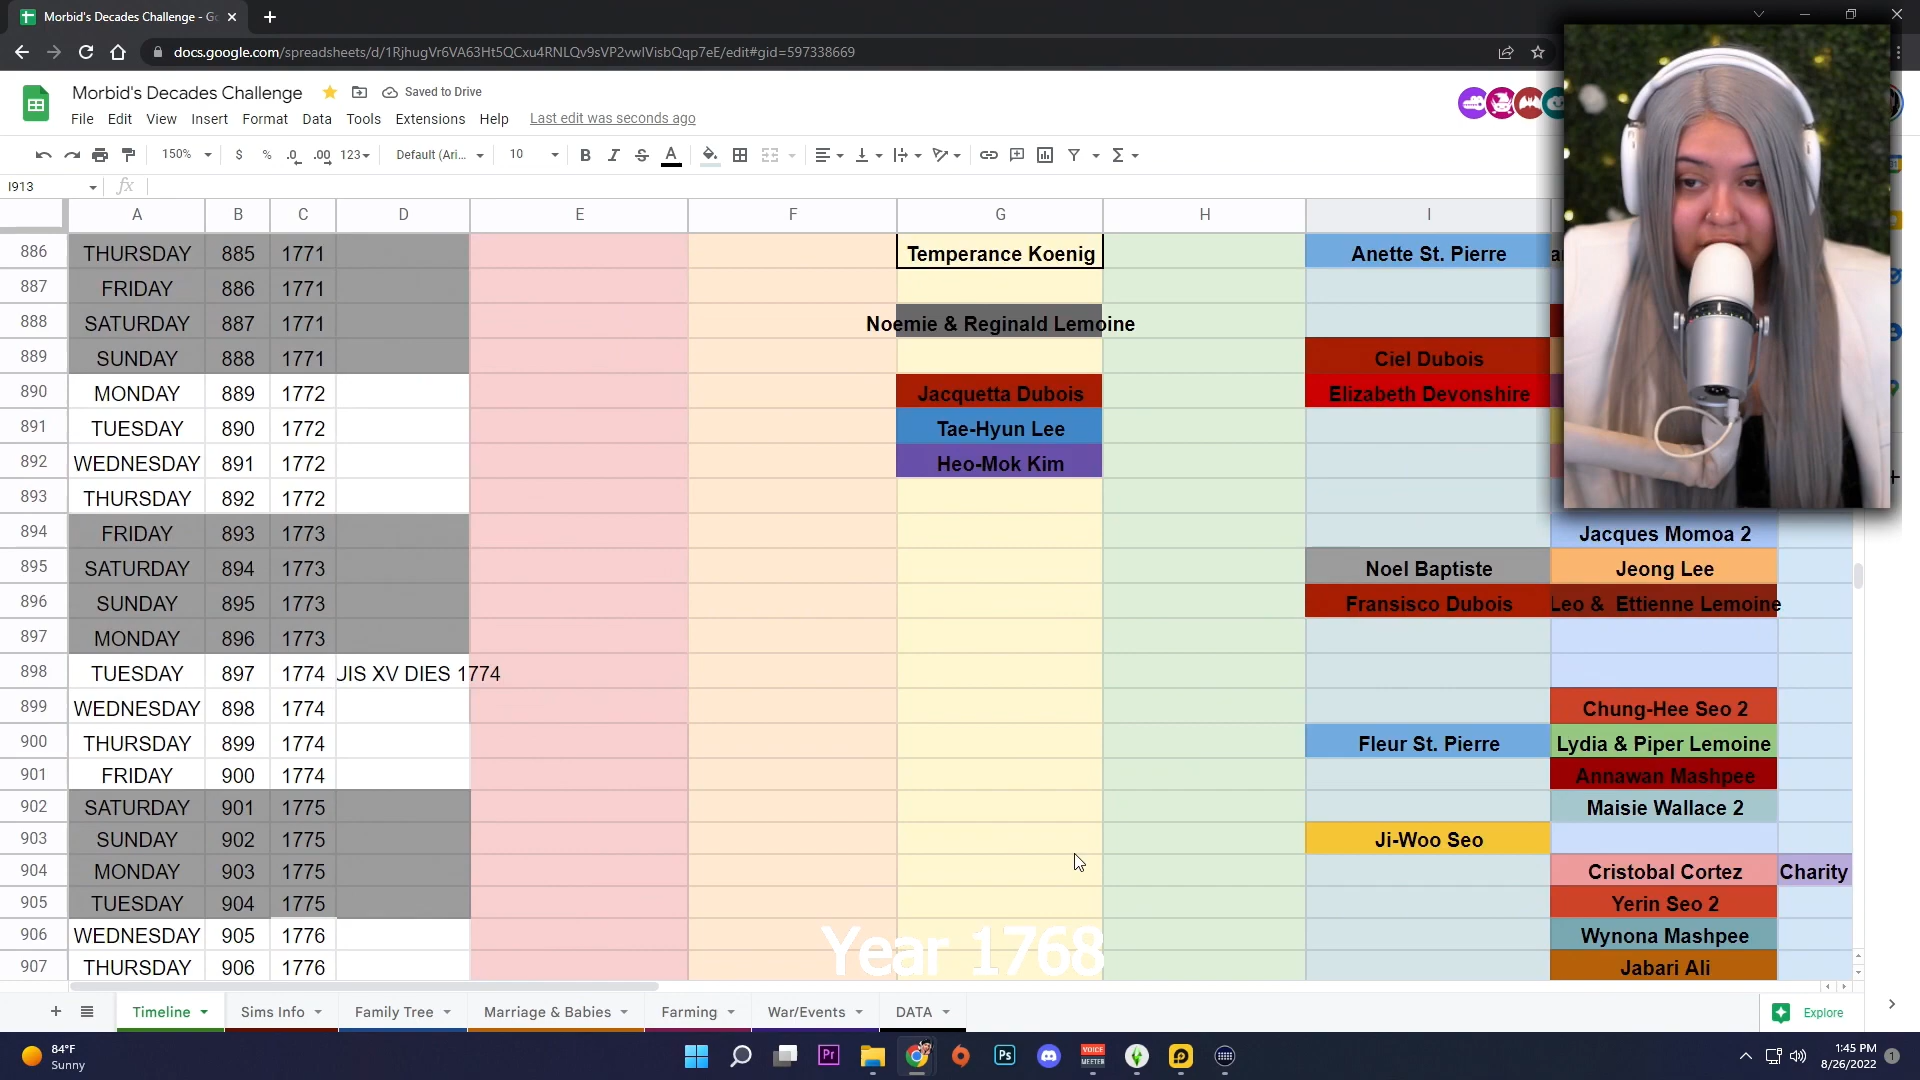 Morbid's Decades Challenge - G
docs.google.com/spreadsheets/d/1RjhugVr6VA63Ht5QCxu4RNLQv9sVP2vwIVisbQqp7eE/edit#gid=597338669
Morbid's Decades Challenge
Saved to Drive
File Edit View Insert Format Data Tools Extensions Help Last edit was seconds ago
150% $ % .0 .00 123 Default (Ari... 10 B I S A
I913 fx
A B C D E F G H I
886 THURSDAY 885 1771 Temperance Koenig Anette St. Pierre
887 FRIDAY 886 1771
888 SATURDAY 887 1771 Noemie & Reginald Lemoine
889 SUNDAY 888 1771 Ciel Dubois
890 MONDAY 889 1772 Jacquetta Dubois Elizabeth Devonshire
891 TUESDAY 890 1772 Tae-Hyun Lee
892 WEDNESDAY 891 1772 Heo-Mok Kim
893 THURSDAY 892 1772
894 FRIDAY 893 1773 Jacques Momoa 2
895 SATURDAY 894 1773 Noel Baptiste Jeong Lee
896 SUNDAY 895 1773 Fransisco Dubois Leo & Ettienne Lemoine
897 MONDAY 896 1773
898 TUESDAY 897 1774 UIS XV DIES 1774
899 WEDNESDAY 898 1774 Chung-Hee Seo 2
900 THURSDAY 899 1774 Fleur St. Pierre Lydia & Piper Lemoine
901 FRIDAY 900 1774 Annawan Mashpee
902 SATURDAY 901 1775 Maisie Wallace 2
903 SUNDAY 902 1775 Ji-Woo Seo
904 MONDAY 903 1775 Cristobal Cortez Charity
905 TUESDAY 904 1775 Yerin Seo 2
906 WEDNESDAY 905 1776 Wynona Mashpee
907 THURSDAY 906 1776 Jabari Ali
Year 1768
Timeline Sims Info Family Tree Marriage & Babies Farming War/Events DATA Explore
84°F
Sunny
Pr Ps VOICE MEETER
1:45 PM
8/26/2022 1